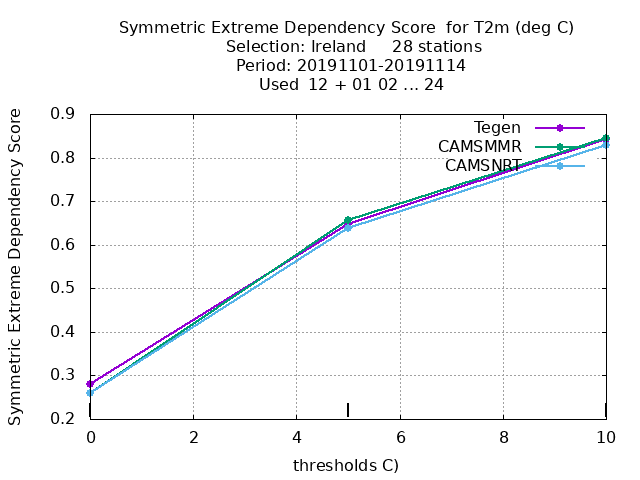 Symmetric Extreme Dependency Score  for T2m (deg C)
Selection: Ireland     28 stations
Period: 20191101-20191114
Used  12 + 01 02 ... 24
Symmetric Extreme Dependency Score
0.9
0.8
0.7
0.6
0.5
0.4
0.3
0.2
Tegen
CAMSMMR
CAMSNRT
0 2 4 6 8 10
thresholds C)